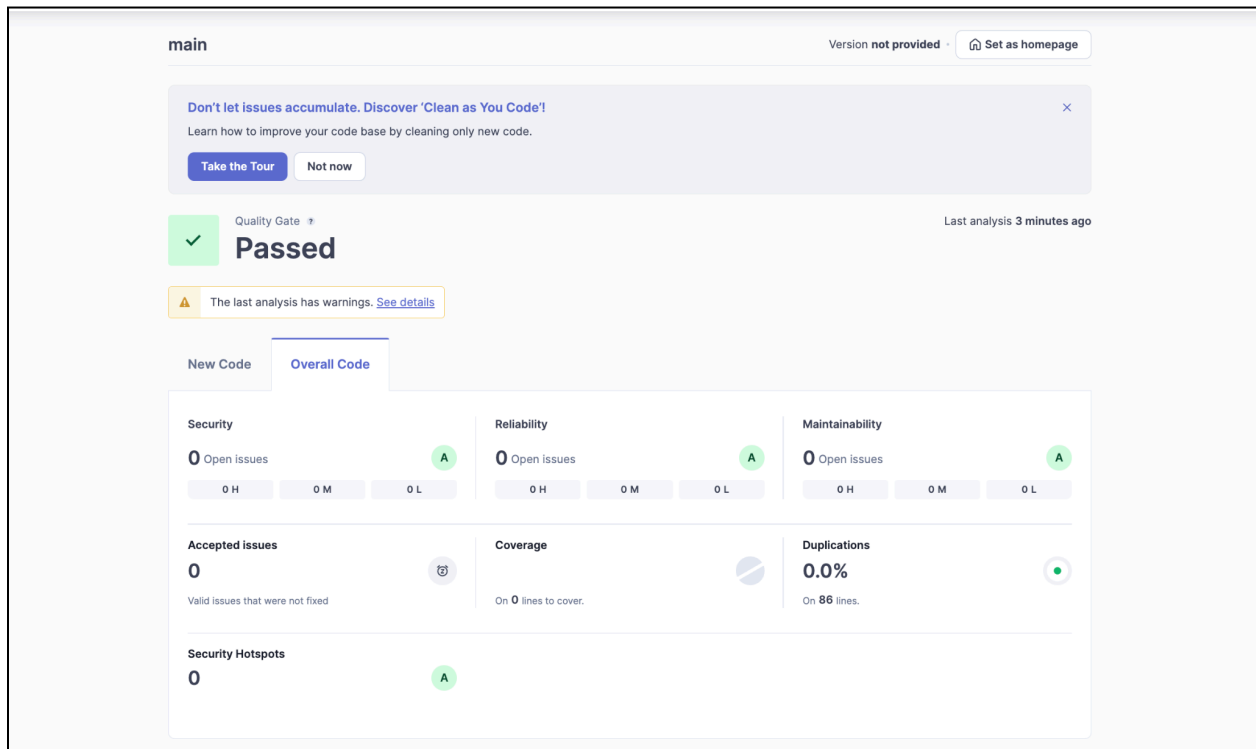 main
Version not provided · Set as homepage
Don't let issues accumulate. Discover ‘Clean as You Code’!
Learn how to improve your code base by cleaning only new code.
Take the Tour Not now
Quality Gate ?
Passed
Last analysis 3 minutes ago
The last analysis has warnings. See details
New Code Overall Code
Security
0 Open issues A
0 H 0 M 0 L
Reliability
0 Open issues A
0 H 0 M 0 L
Maintainability
0 Open issues A
0 H 0 M 0 L
Accepted issues
0
Valid issues that were not fixed
Coverage
On 0 lines to cover.
Duplications
0.0%
On 86 lines.
Security Hotspots
0 A